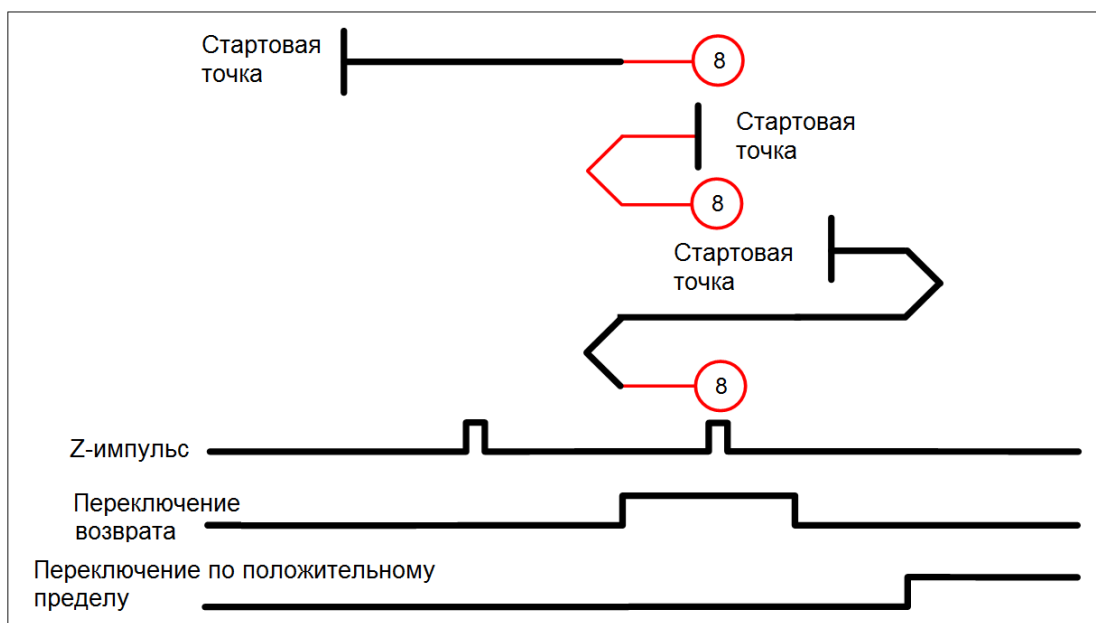 Стартовая
точка
8
Стартовая
точка
8
Стартовая
точка
8
Z-импульс
Переключение
возврата
Переключение по положительному
пределу